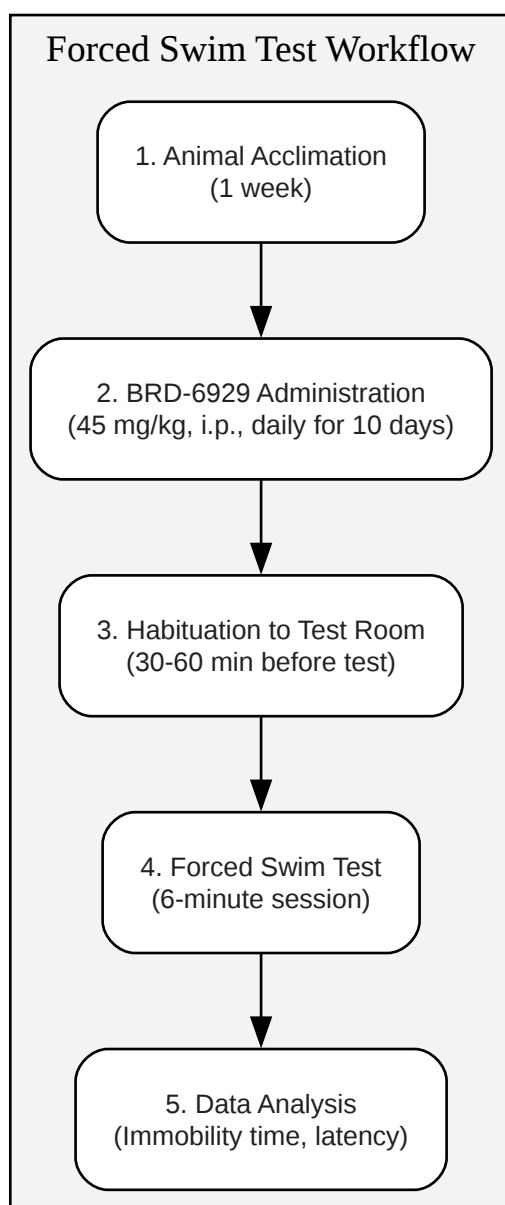 Forced Swim Test Workflow
1. Animal Acclimation
(1 week)
2. BRD-6929 Administration
(45 mg/kg, i.p., daily for 10 days)
3. Habituation to Test Room
(30-60 min before test)
4. Forced Swim Test
(6-minute session)
5. Data Analysis
(Immobility time, latency)